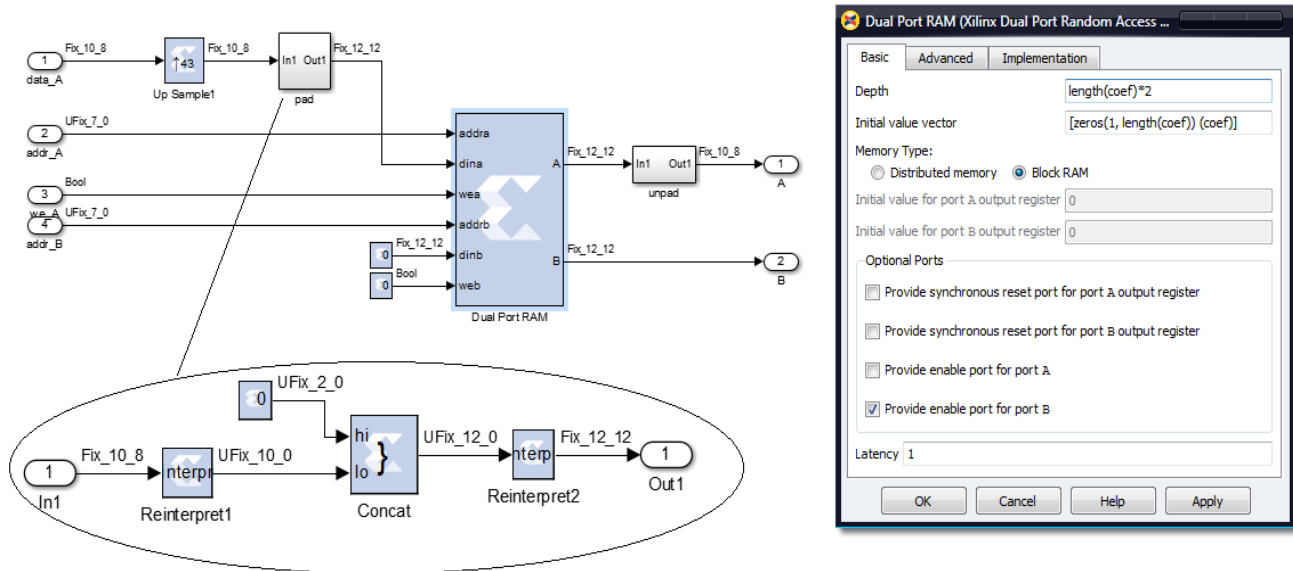 Fix_10_8
Fix_10_8
Fix_12_12
1
data_A
↑43
Up Sample1
In1 Out1
pad
2
UFix_7_0
addr_A
3
Bool
we_A
4
UFix_7_0
addr_B
0
Fix_12_12
0
Bool
addra
dina
wea
addrb
dinb
web
A
B
Dual Port RAM
Fix_12_12
In1 Out1
unpad
Fix_10_8
1
A
Fix_12_12
2
B
0
UFix_2_0
1
In1
Fix_10_8
nterpr
Reinterpret1
UFix_10_0
hi
lo
}
Concat
UFix_12_0
nterp
Reinterpret2
Fix_12_12
1
Out1
Dual Port RAM (Xilinx Dual Port Random Access ...
Basic Advanced Implementation
Depth length(coef)*2
Initial value vector [zeros(1, length(coef)) (coef)]
Memory Type:
Distributed memory Block RAM
Initial value for port A output register 0
Initial value for port B output register 0
Optional Ports
Provide synchronous reset port for port A output register
Provide synchronous reset port for port B output register
Provide enable port for port A
Provide enable port for port B
Latency 1
OK Cancel Help Apply